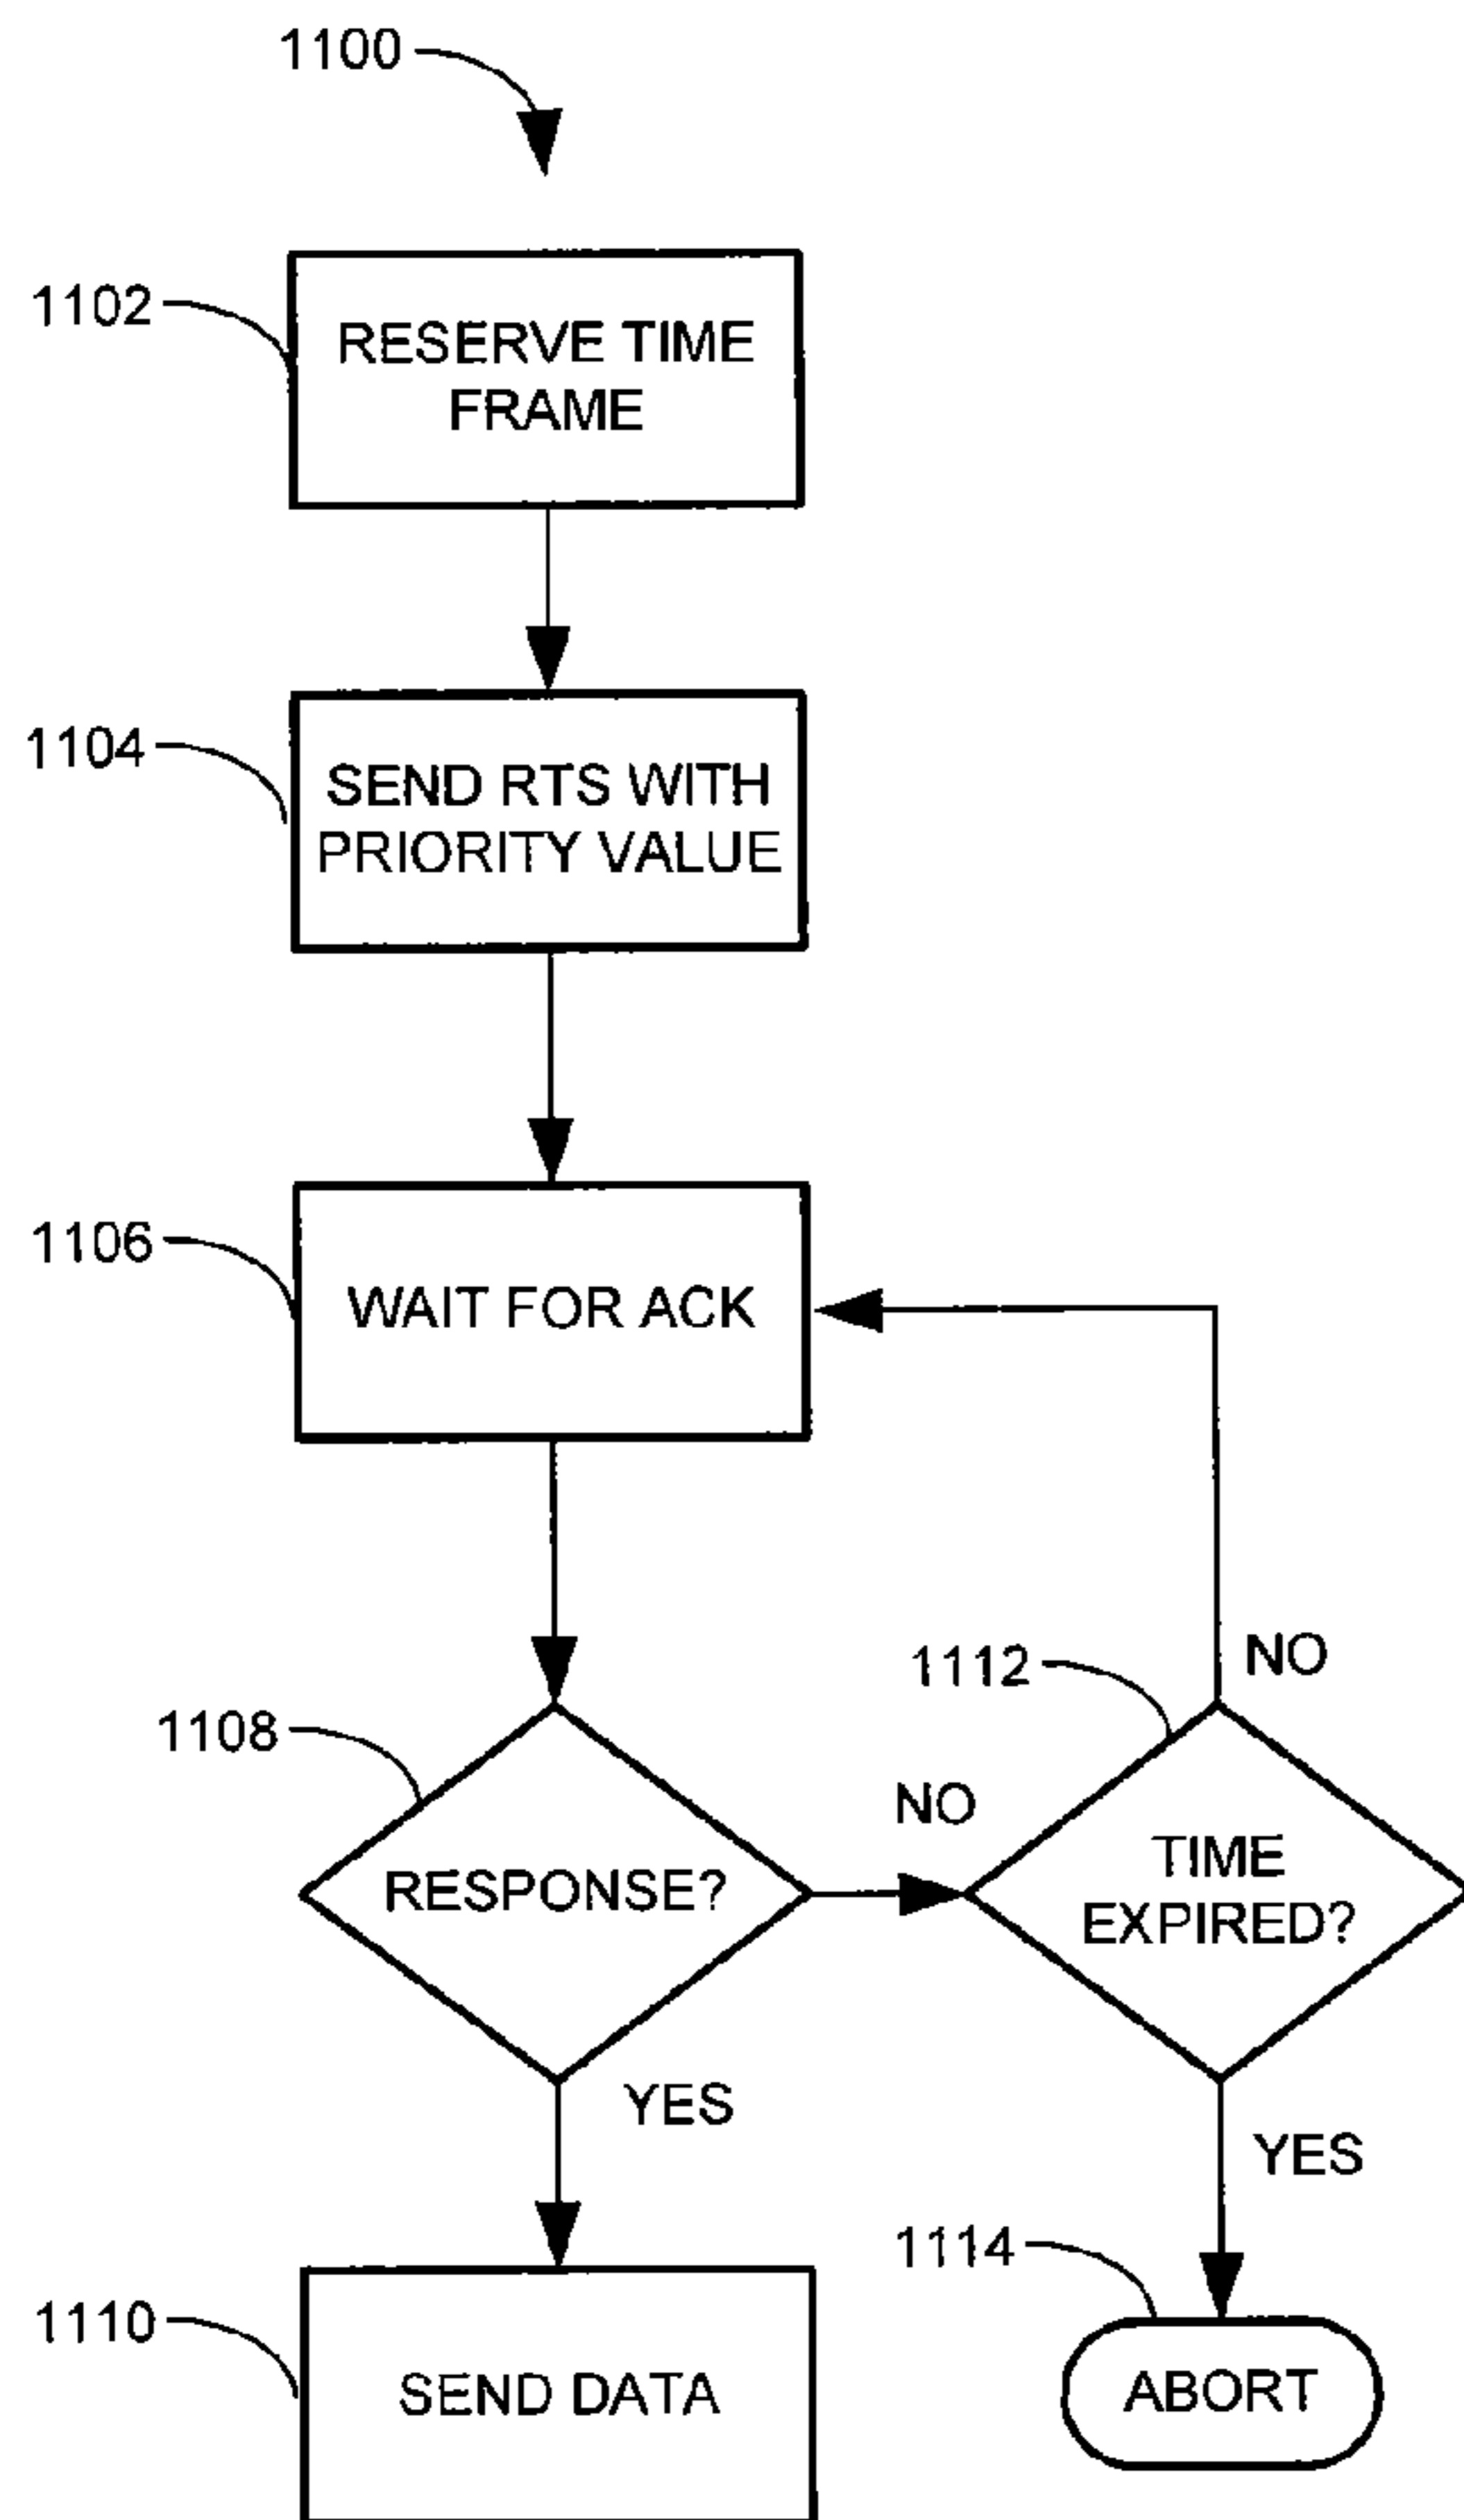 1100
1102
RESERVE TIME
FRAME
1104
SEND RTS WITH
PRIORITY VALUE
1106
WAIT FOR ACK
1108
RESPONSE?
NO
1112
NO
TIME
EXPIRED?
YES
YES
1110
SEND DATA
1114
ABORT